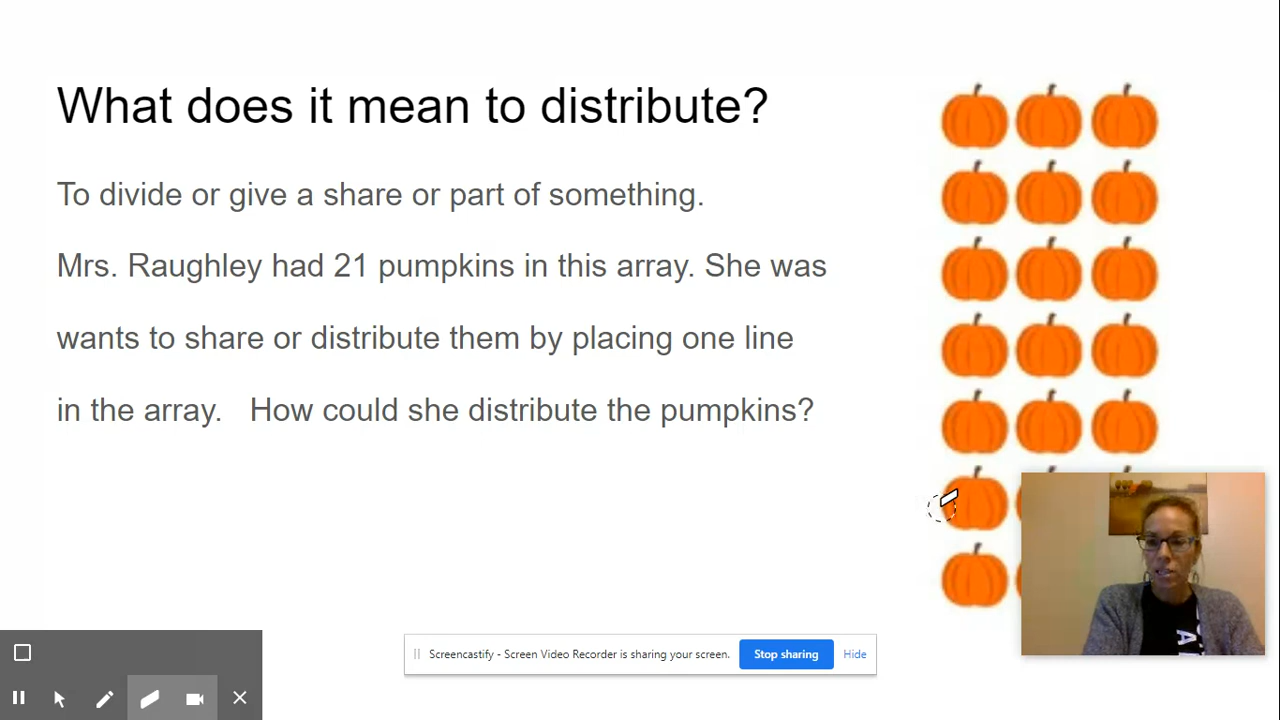 What does it mean to distribute?
To divide or give a share or part of something.
Mrs. Raughley had 21 pumpkins in this array. She was
wants to share or distribute them by placing one line
in the array. How could she distribute the pumpkins?
Screencastify - Screen Video Recorder is sharing your screen. Stop sharing Hide